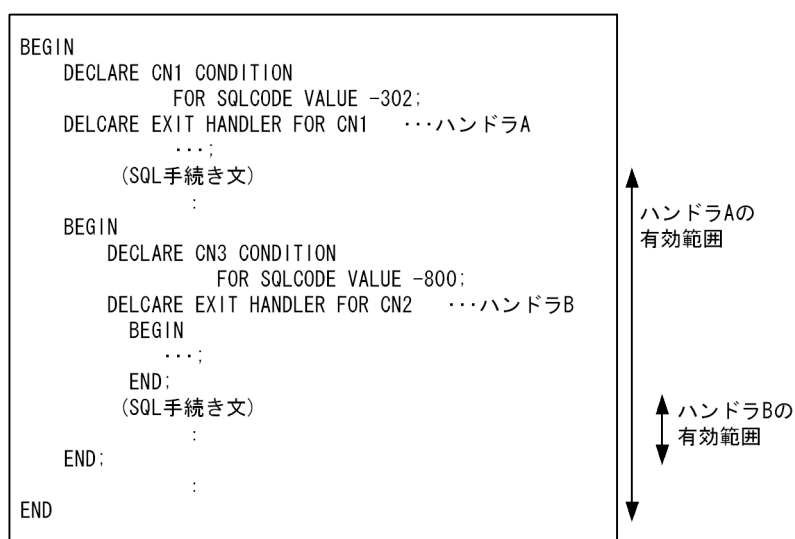 BEGIN
DECLARE CN1 CONDITION
FOR SQLCODE VALUE -302;
DELCARE EXIT HANDLER FOR CN1 ···ハンドラA
···;
(SQL手続き文)
:
BEGIN
DECLARE CN3 CONDITION
FOR SQLCODE VALUE -800;
DELCARE EXIT HANDLER FOR CN2 ···ハンドラB
BEGIN
···;
END;
(SQL手続き文)
:
END;
:
END
ハンドラAの
有効範囲
ハンドラBの
有効範囲